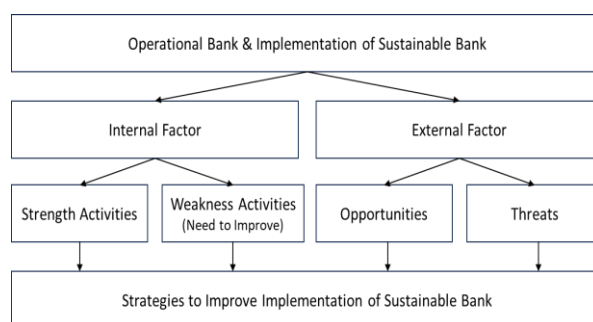 Operational Bank & Implementation of Sustainable Bank
Internal Factor
External Factor
Strength Activities
Weakness Activities
(Need to Improve)
Opportunities
Threats
Strategies to Improve Implementation of Sustainable Bank